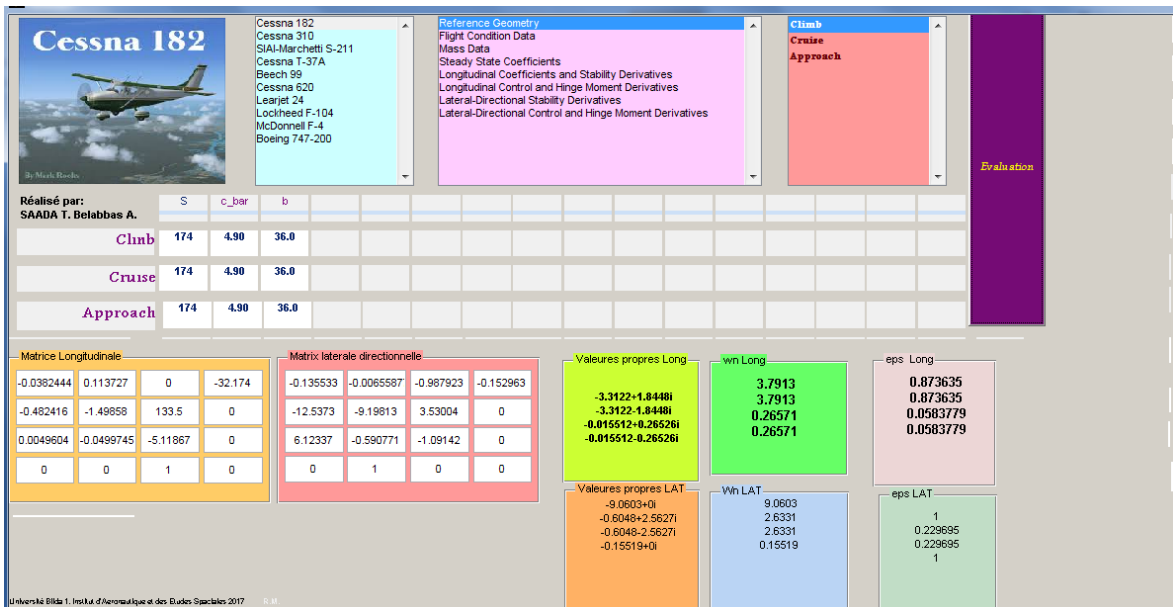 Cessna 182
By Mark Rooks
Cessna 182
Cessna 310
SIAI-Marchetti S-211
Cessna T-37A
Beech 99
Cessna 620
Learjet 24
Lockheed F-104
McDonnell F-4
Boeing 747-200
Reference Geometry
Flight Condition Data
Mass Data
Steady State Coefficients
Longitudinal Coefficients and Stability Derivatives
Longitudinal Control and Hinge Moment Derivatives
Lateral-Directional Stability Derivatives
Lateral-Directional Control and Hinge Moment Derivatives
Climb
Cruise
Approach
Evaluation
Réalisé par:
SAADA T. Belabbas A.
S c_bar b
Climb 174 4.90 36.0
Cruise 174 4.90 36.0
Approach 174 4.90 36.0
Matrice Longitudinale
-0.0382444 0.113727 0 -32.174
-0.482416 -1.49858 133.5 0
0.0049604 -0.0499745 -5.11867 0
0 0 1 0
Matrix laterale directionnelle
-0.135533 -0.0065587 -0.987923 -0.152963
-12.5373 -9.19813 3.53004 0
6.12337 -0.590771 -1.09142 0
0 1 0 0
Valeures propres Long
-3.3122+1.8448i
-3.3122-1.8448i
-0.015512+0.26526i
-0.015512-0.26526i
wn Long
3.7913
3.7913
0.26571
0.26571
eps Long
0.873635
0.873635
0.0583779
0.0583779
Valeures propres LAT
-9.0603+0i
-0.6048+2.5627i
-0.6048-2.5627i
-0.15519+0i
Wn LAT
9.0603
2.6331
2.6331
0.15519
eps LAT
1
0.229695
0.229695
1
Université Blida 1. Institut d'Aeronautique et des Etudes Spaciales 2017